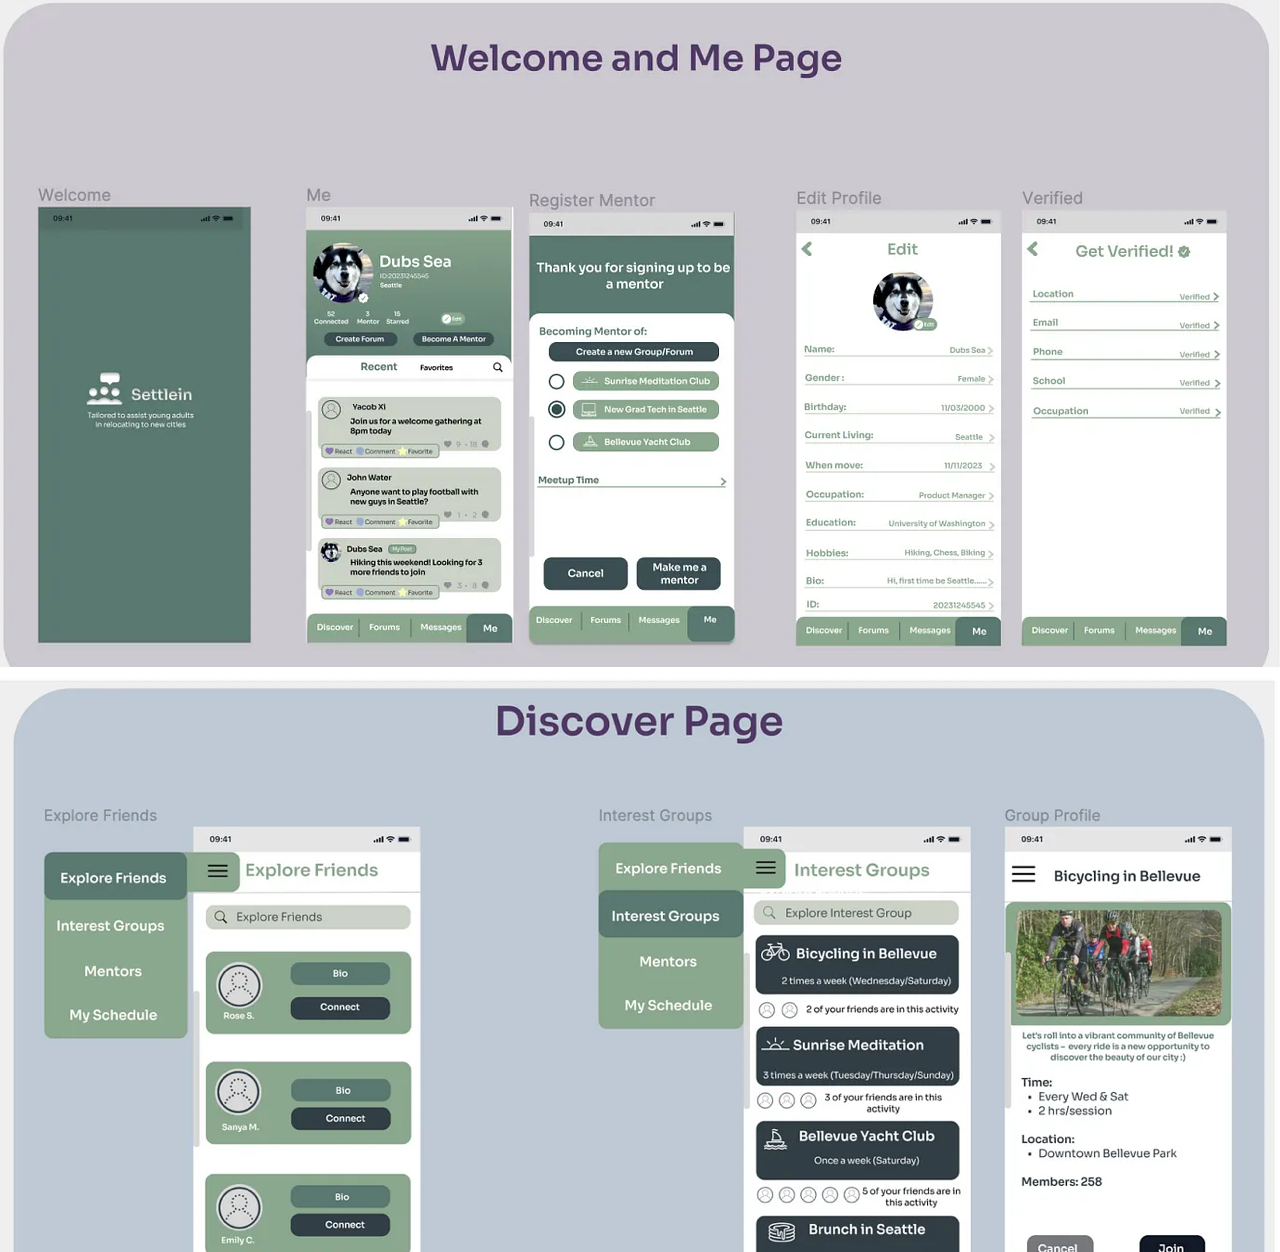 Welcome and Me Page
Welcome
09:41
Settlein
Tailored to assist young adults
in relocating to new cities
Me
09:41
Dubs Sea
ID:20231245545
Seattle
52
Connected
3
Mentor
15
Starred
Edit
Create Forum
Become A Mentor
Recent
Favorites
Yacob XI
Join us for a welcome gathering at
8pm today
9 • 18
React
Comment
Favorite
John Water
Anyone want to play football with
new guys in Seattle?
1 • 2
React
Comment
Favorite
Dubs Sea
My Post
Hiking this weekend! Looking for 3
more friends to join
3 • 8
React
Comment
Favorite
Discover
Forums
Messages
Me
Register Mentor
09:41
Thank you for signing up to be
a mentor
Becoming Mentor of:
Create a new Group/Forum
Sunrise Meditation Club
New Grad Tech in Seattle
Bellevue Yacht Club
Meetup Time
Cancel
Make me a
mentor
Discover
Forums
Messages
Me
Edit Profile
09:41
Edit
Edit
Name:
Dubs Sea
Gender :
Female
Birthday:
11/03/2000
Current Living:
Seattle
When move:
11/11/2023
Occupation:
Product Manager
Education:
University of Washington
Hobbies:
Hiking, Chess, Biking
Bio:
Hi, first time be Seattle......
ID:
20231245545
Discover
Forums
Messages
Me
Verified
09:41
Get Verified!
Location
Verified
Email
Verified
Phone
Verified
School
Verified
Occupation
Verified
Discover
Forums
Messages
Me
Discover Page
Explore Friends
Explore Friends
Interest Groups
Mentors
My Schedule
09:41
Explore Friends
Explore Friends
Rose S.
Bio
Connect
Sanya M.
Bio
Connect
Emily C.
Bio
Connect
Interest Groups
Explore Friends
Interest Groups
Mentors
My Schedule
09:41
Interest Groups
Explore Interest Group
Bicycling in Bellevue
2 times a week (Wednesday/Saturday)
2 of your friends are in this activity
Sunrise Meditation
3 times a week (Tuesday/Thursday/Sunday)
3 of your friends are in this
activity
Bellevue Yacht Club
Once a week (Saturday)
5 of your friends are in
this activity
Brunch in Seattle
Group Profile
09:41
Bicycling in Bellevue
Let's roll into a vibrant community of Bellevue
cyclists - every ride is a new opportunity to
discover the beauty of our city :)
Time:
• Every Wed & Sat
• 2 hrs/session
Location:
• Downtown Bellevue Park
Members: 258
Cancel
Join